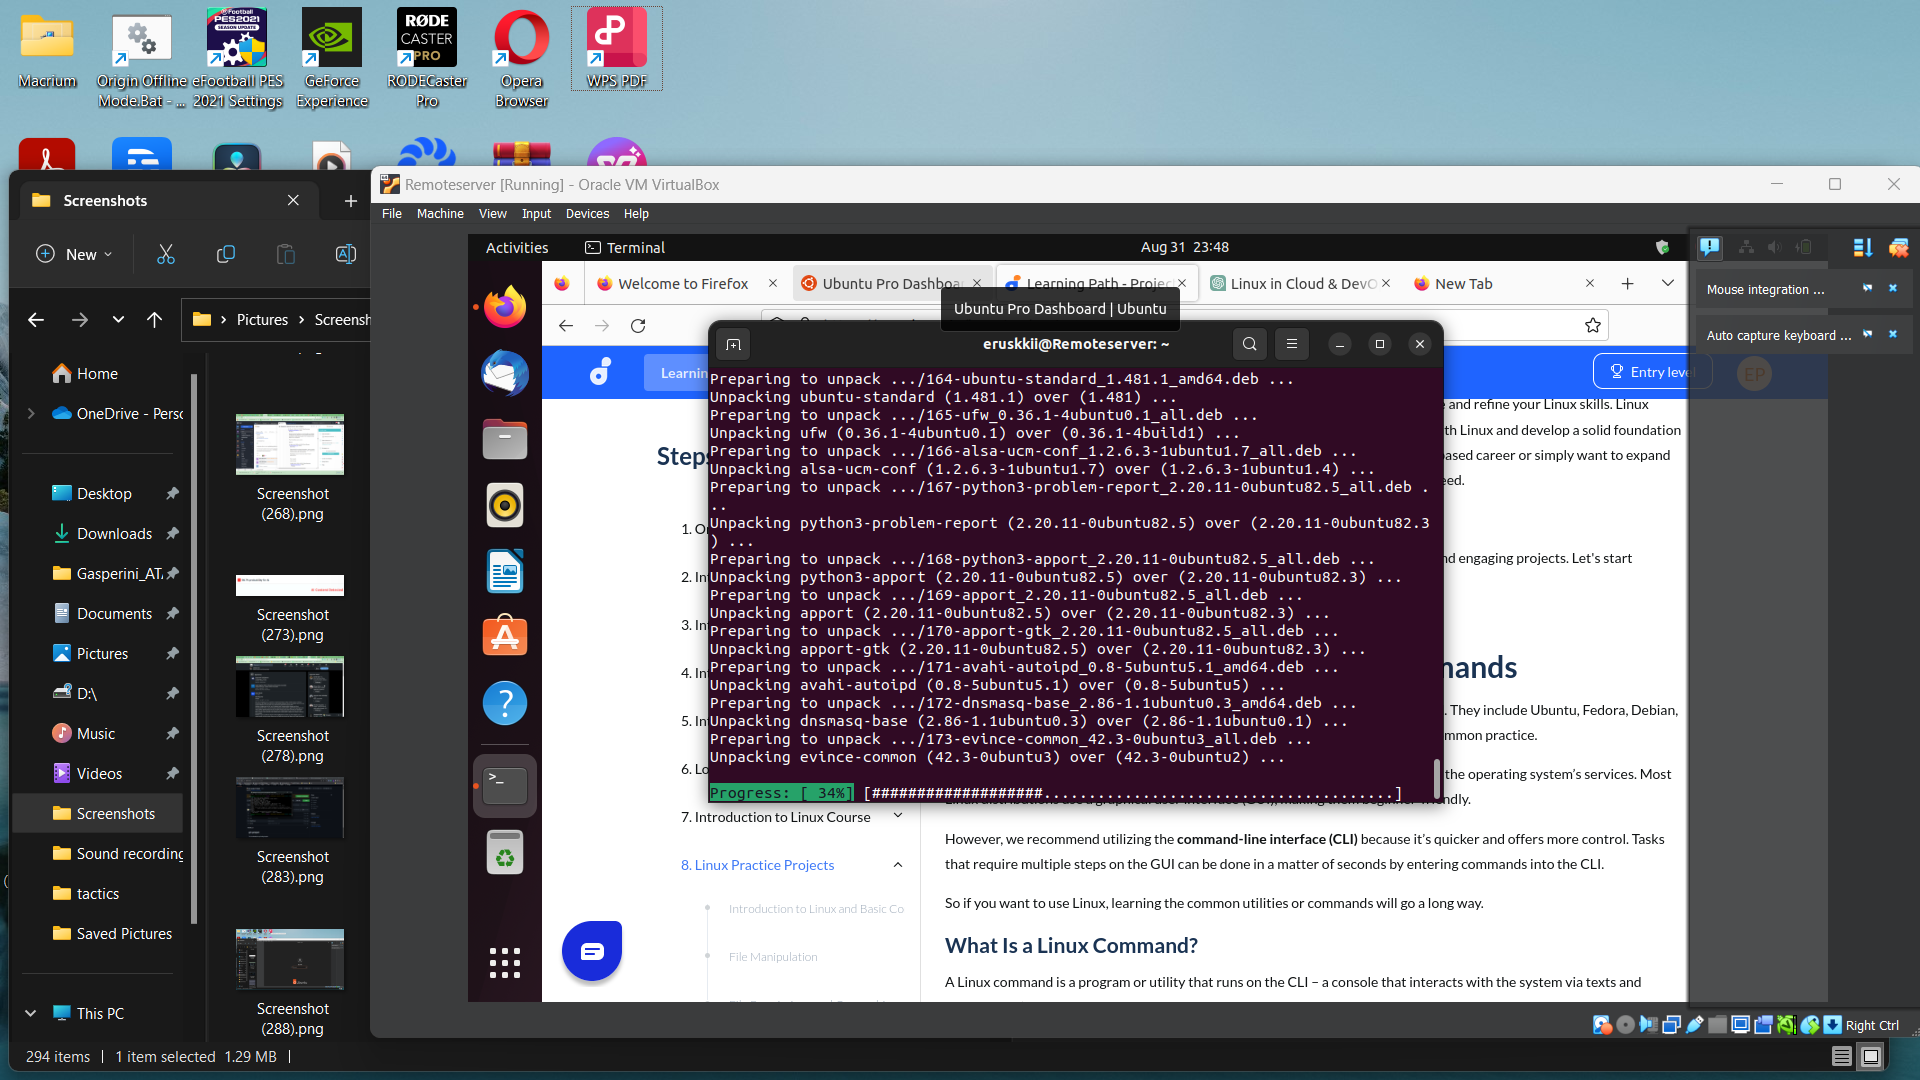 Macrium
Origin Offline
Mode.Bat - ...
eFootball PES
2021 Settings
GeForce
Experience
RØDE
CASTER
PRO
RODECaster
Pro
Opera
Browser
WPS PDF
Screenshots
New
Pictures
Screensh
Home
OneDrive - Perso
Desktop
Downloads
Gasperini_ATA
Documents
Pictures
D:\
Music
Videos
Screenshots
Sound recording
tactics
Saved Pictures
This PC
Screenshot
(268).png
Screenshot
(273).png
Screenshot
(278).png
Screenshot
(283).png
Screenshot
(288).png
294 items
1 item selected 1.29 MB
Remoteserver [Running] - Oracle VM VirtualBox
File Machine View Input Devices Help
Activities
Terminal
Aug 31 23:48
Welcome to Firefox
Ubuntu Pro Dashboa
Learning Path - Projec
Linux in Cloud & DevO
New Tab
Ubuntu Pro Dashboard | Ubuntu
Learnin
Entry level
EP
Mouse integration ...
Auto capture keyboard ...
eruskkii@Remoteserver: ~
Preparing to unpack .../164-ubuntu-standard_1.481.1_amd64.deb ...
Unpacking ubuntu-standard (1.481.1) over (1.481) ...
Preparing to unpack .../165-ufw_0.36.1-4ubuntu0.1_all.deb ...
Unpacking ufw (0.36.1-4ubuntu0.1) over (0.36.1-4build1) ...
Preparing to unpack .../166-alsa-ucm-conf_1.2.6.3-1ubuntu1.7_all.deb ...
Unpacking alsa-ucm-conf (1.2.6.3-1ubuntu1.7) over (1.2.6.3-1ubuntu1.4) ...
Preparing to unpack .../167-python3-problem-report_2.20.11-0ubuntu82.5_all.deb .
..
Unpacking python3-problem-report (2.20.11-0ubuntu82.5) over (2.20.11-0ubuntu82.3
) ...
Preparing to unpack .../168-python3-apport_2.20.11-0ubuntu82.5_all.deb ...
Unpacking python3-apport (2.20.11-0ubuntu82.5) over (2.20.11-0ubuntu82.3) ...
Preparing to unpack .../169-apport_2.20.11-0ubuntu82.5_all.deb ...
Unpacking apport (2.20.11-0ubuntu82.5) over (2.20.11-0ubuntu82.3) ...
Preparing to unpack .../170-apport-gtk_2.20.11-0ubuntu82.5_all.deb ...
Unpacking apport-gtk (2.20.11-0ubuntu82.5) over (2.20.11-0ubuntu82.3) ...
Preparing to unpack .../171-avahi-autoipd_0.8-5ubuntu5.1_amd64.deb ...
Unpacking avahi-autoipd (0.8-5ubuntu5.1) over (0.8-5ubuntu5) ...
Preparing to unpack .../172-dnsmasq-base_2.86-1.1ubuntu0.3_amd64.deb ...
Unpacking dnsmasq-base (2.86-1.1ubuntu0.3) over (2.86-1.1ubuntu0.1) ...
Preparing to unpack .../173-evince-common_42.3-0ubuntu3_all.deb ...
Unpacking evince-common (42.3-0ubuntu3) over (42.3-0ubuntu2) ...
Progress: [ 34%] [###################.......................................]
Steps
1. O
2. In
3. In
4. In
5. In
6. Lo
7. Introduction to Linux Course
8. Linux Practice Projects
Introduction to Linux and Basic Co
File Manipulation
e and refine your Linux skills. Linux
th Linux and develop a solid foundation
ased career or simply want to expand
eed.
nd engaging projects. Let's start
nands
. They include Ubuntu, Fedora, Debian,
mmon practice.
the operating system's services. Most
ndly.
However, we recommend utilizing the command-line interface (CLI) because it's quicker and offers more control. Tasks
that require multiple steps on the GUI can be done in a matter of seconds by entering commands into the CLI.
So if you want to use Linux, learning the common utilities or commands will go a long way.
What Is a Linux Command?
A Linux command is a program or utility that runs on the CLI – a console that interacts with the system via texts and
Right Ctrl